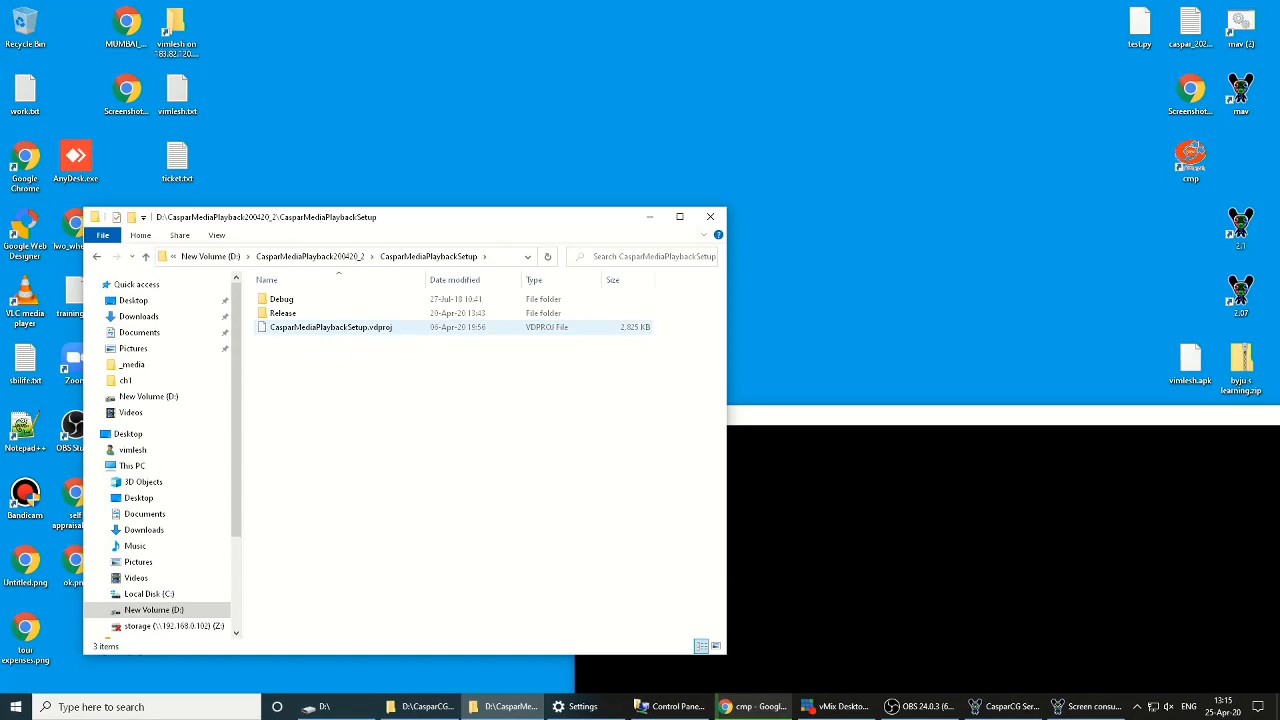 Recycle Bin
MUMBAI_...
vimlesh on
183.82.120....
test.py
caspar_202...
mav (2)
work.txt
Screenshot...
vimlesh.txt
Screenshot...
mav
Google
Chrome
AnyDesk.exe
ticket.txt
cmp
D:\CasparMediaPlayback200420_2\CasparMediaPlaybackSetup
File
Home
Share
View
Google Web
Designer
two_whe
2.1
« New Volume (D:) > CasparMediaPlayback200420_2 > CasparMediaPlaybackSetup >
Search CasparMediaPlaybackSetup
Name
Date modified
Type
Size
Quick access
Desktop
Downloads
Documents
Pictures
_media
ch1
New Volume (D:)
Videos
Desktop
vimlesh
This PC
3D Objects
Desktop
Documents
Downloads
Music
Pictures
Videos
Local Disk (C:)
New Volume (D:)
storage (\\192.168.0.102) (Z:)
Debug
27-Jul-18 10:41
File folder
Release
20-Apr-20 13:43
File folder
CasparMediaPlaybackSetup.vdproj
06-Apr-20 19:56
VDPROJ File
2,825 KB
VLC media
player
training
2.07
sbilife.txt
Zoom
vimlesh.apk
byju s
learning.zip
Notepad++
OBS Stu
Bandicam
self
appraisal
Untitled.png
ok.pn
tour
expenses.png
3 items
Type here to search
D:\
D:\CasparCG...
D:\CasparMe...
Settings
Control Pane...
cmp - Googl...
vMix Deskto...
OBS 24.0.3 (6...
CasparCG Ser...
Screen consu...
ENG
13:15
25-Apr-20